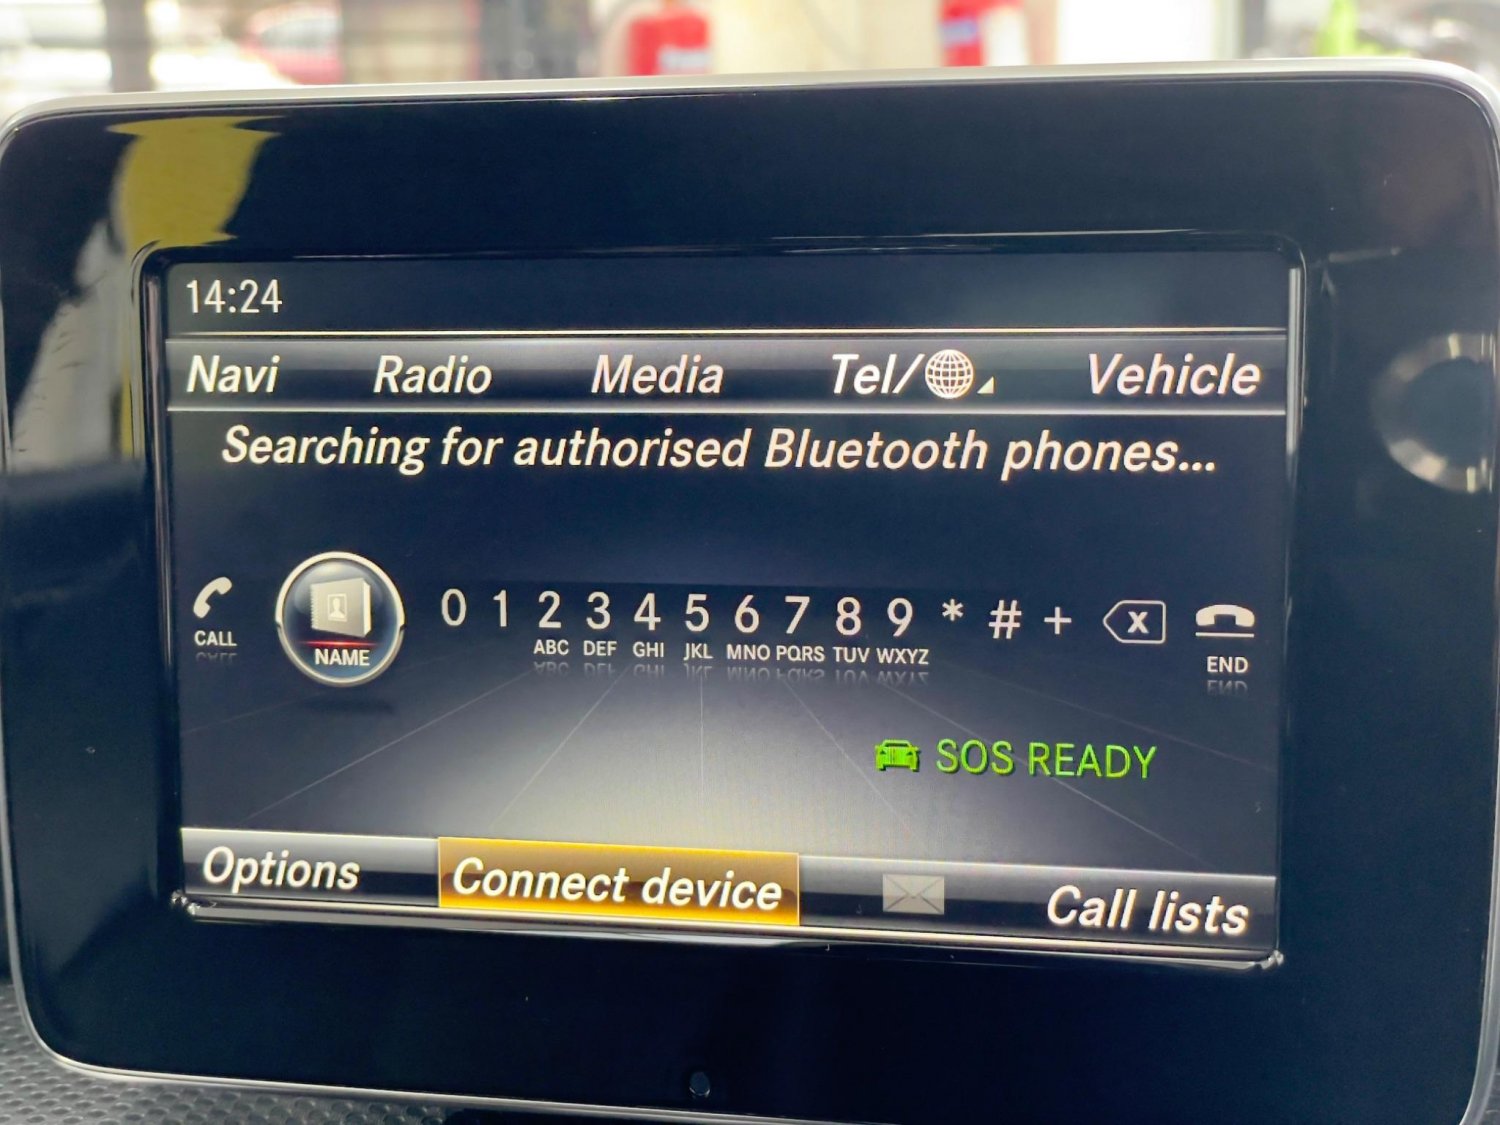 14:24
Navi Radio Media Tel/ Vehicle
Searching for authorised Bluetooth phones...
0 1 2 3 4 5 6 7 8 9 * # + x
CALL NAME ABC DEF GHI JKL MNO PQRS TUV WXYZ END
SOS READY
Options Connect device Call lists